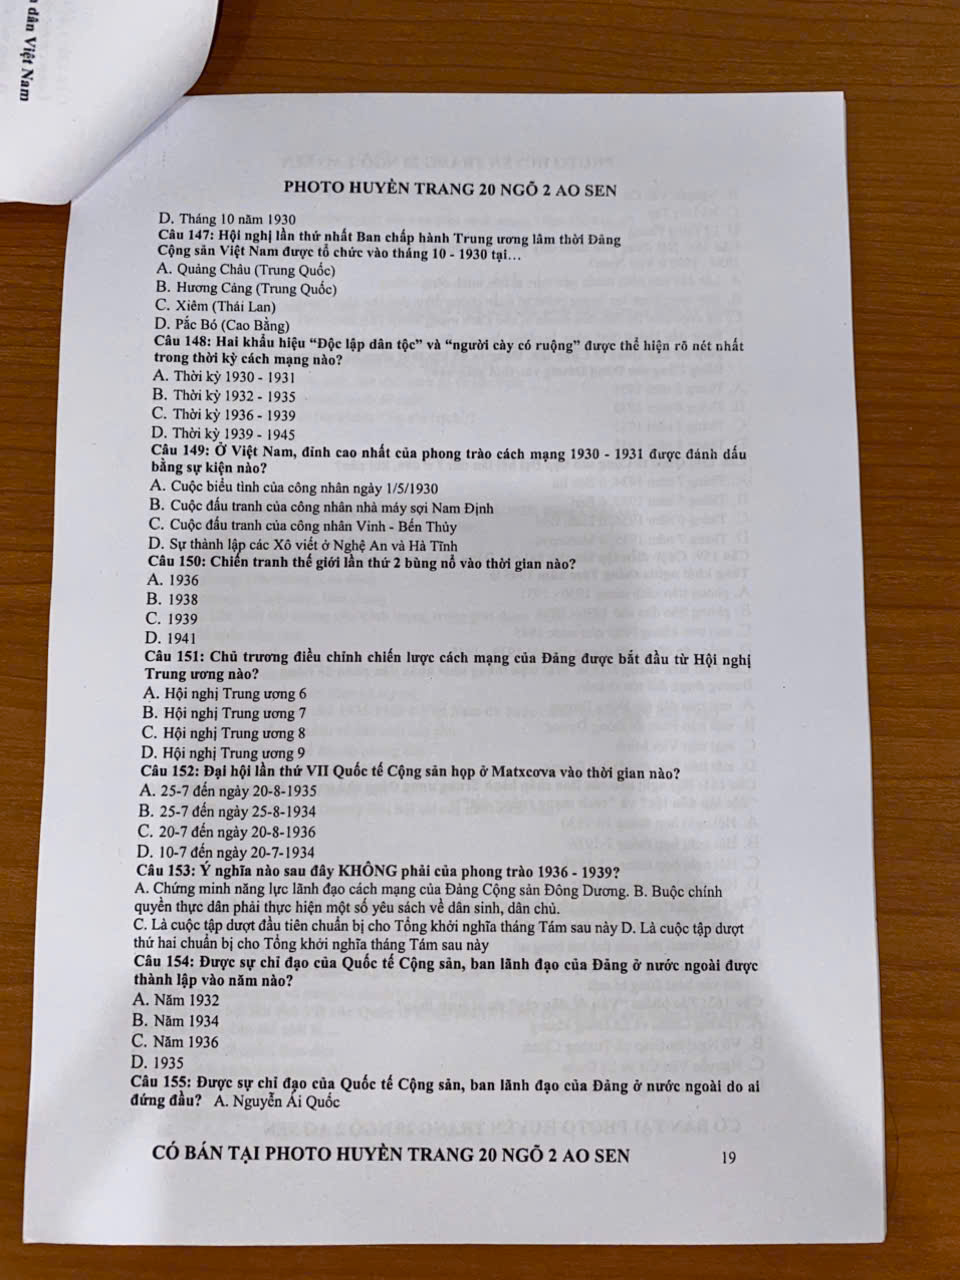 dân Việt Nam
PHOTO HUYỀN TRANG 20 NGÕ 2 AO SEN
D. Tháng 10 năm 1930
Câu 147: Hội nghị lần thứ nhất Ban chấp hành Trung ương lâm thời Đảng
Cộng sản Việt Nam được tổ chức vào tháng 10 - 1930 tại…
A. Quảng Châu (Trung Quốc)
B. Hương Cảng (Trung Quốc)
C. Xiêm (Thái Lan)
D. Pắc Bó (Cao Bằng)
Câu 148: Hai khẩu hiệu “Độc lập dân tộc” và “người cày có ruộng” được thể hiện rõ nét nhất
trong thời kỳ cách mạng nào?
A. Thời kỳ 1930 - 1931
B. Thời kỳ 1932 - 1935
C. Thời kỳ 1936 - 1939
D. Thời kỳ 1939 - 1945
Câu 149: Ở Việt Nam, đỉnh cao nhất của phong trào cách mạng 1930 - 1931 được đánh dấu
bằng sự kiện nào?
A. Cuộc biểu tình của công nhân ngày 1/5/1930
B. Cuộc đấu tranh của công nhân nhà máy sợi Nam Định
C. Cuộc đấu tranh của công nhân Vinh - Bến Thủy
D. Sự thành lập các Xô viết ở Nghệ An và Hà Tĩnh
Câu 150: Chiến tranh thế giới lần thứ 2 bùng nổ vào thời gian nào?
A. 1936
B. 1938
C. 1939
D. 1941
Câu 151: Chủ trương điều chỉnh chiến lược cách mạng của Đảng được bắt đầu từ Hội nghị
Trung ương nào?
A. Hội nghị Trung ương 6
B. Hội nghị Trung ương 7
C. Hội nghị Trung ương 8
D. Hội nghị Trung ương 9
Câu 152: Đại hội lần thứ VII Quốc tế Cộng sản họp ở Matxcơva vào thời gian nào?
A. 25-7 đến ngày 20-8-1935
B. 25-7 đến ngày 25-8-1934
C. 20-7 đến ngày 20-8-1936
D. 10-7 đến ngày 20-7-1934
Câu 153: Ý nghĩa nào sau đây KHÔNG phải của phong trào 1936 - 1939?
A. Chứng minh năng lực lãnh đạo cách mạng của Đảng Cộng sản Đông Dương. B. Buộc chính
quyền thực dân phải thực hiện một số yêu sách về dân sinh, dân chủ.
C. Là cuộc tập dượt đầu tiên chuẩn bị cho Tổng khởi nghĩa tháng Tám sau này D. Là cuộc tập dượt
thứ hai chuẩn bị cho Tổng khởi nghĩa tháng Tám sau này
Câu 154: Được sự chỉ đạo của Quốc tế Cộng sản, ban lãnh đạo của Đảng ở nước ngoài được
thành lập vào năm nào?
A. Năm 1932
B. Năm 1934
C. Năm 1936
D. 1935
Câu 155: Được sự chỉ đạo của Quốc tế Cộng sản, ban lãnh đạo của Đảng ở nước ngoài do ai
đứng đầu? A. Nguyễn Ái Quốc
CÓ BÁN TẠI PHOTO HUYỀN TRANG 20 NGÕ 2 AO SEN
19